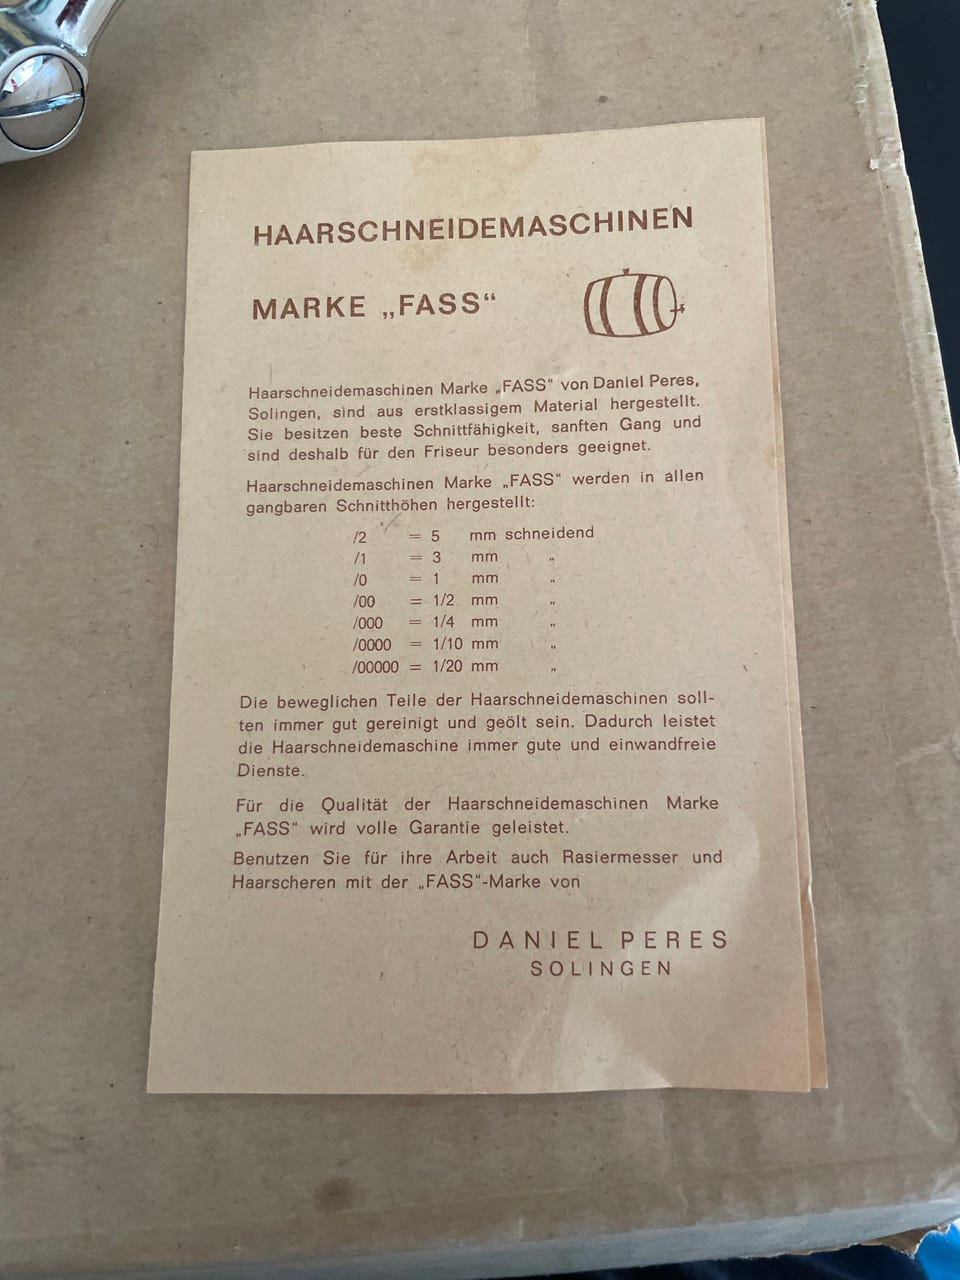 HAARSCHNEIDEMASCHINEN
MARKE „FASS“
Haarschneidemaschinen Marke „FASS“ von Daniel Peres,
Solingen, sind aus erstklassigem Material hergestellt.
Sie besitzen beste Schnittfähigkeit, sanften Gang und
sind deshalb für den Friseur besonders geeignet.
Haarschneidemaschinen Marke „FASS“ werden in allen
gangbaren Schnitthöhen hergestellt:
/2 = 5 mm schneidend
/1 = 3 mm „
/0 = 1 mm „
/00 = 1/2 mm „
/000 = 1/4 mm „
/0000 = 1/10 mm „
/00000 = 1/20 mm „
Die beweglichen Teile der Haarschneidemaschinen soll-
ten immer gut gereinigt und geölt sein. Dadurch leistet
die Haarschneidemaschine immer gute und einwandfreie
Dienste.
Für die Qualität der Haarschneidemaschinen Marke
„FASS“ wird volle Garantie geleistet.
Benutzen Sie für ihre Arbeit auch Rasiermesser und
Haarscheren mit der „FASS“-Marke von
DANIEL PERES
SOLINGEN